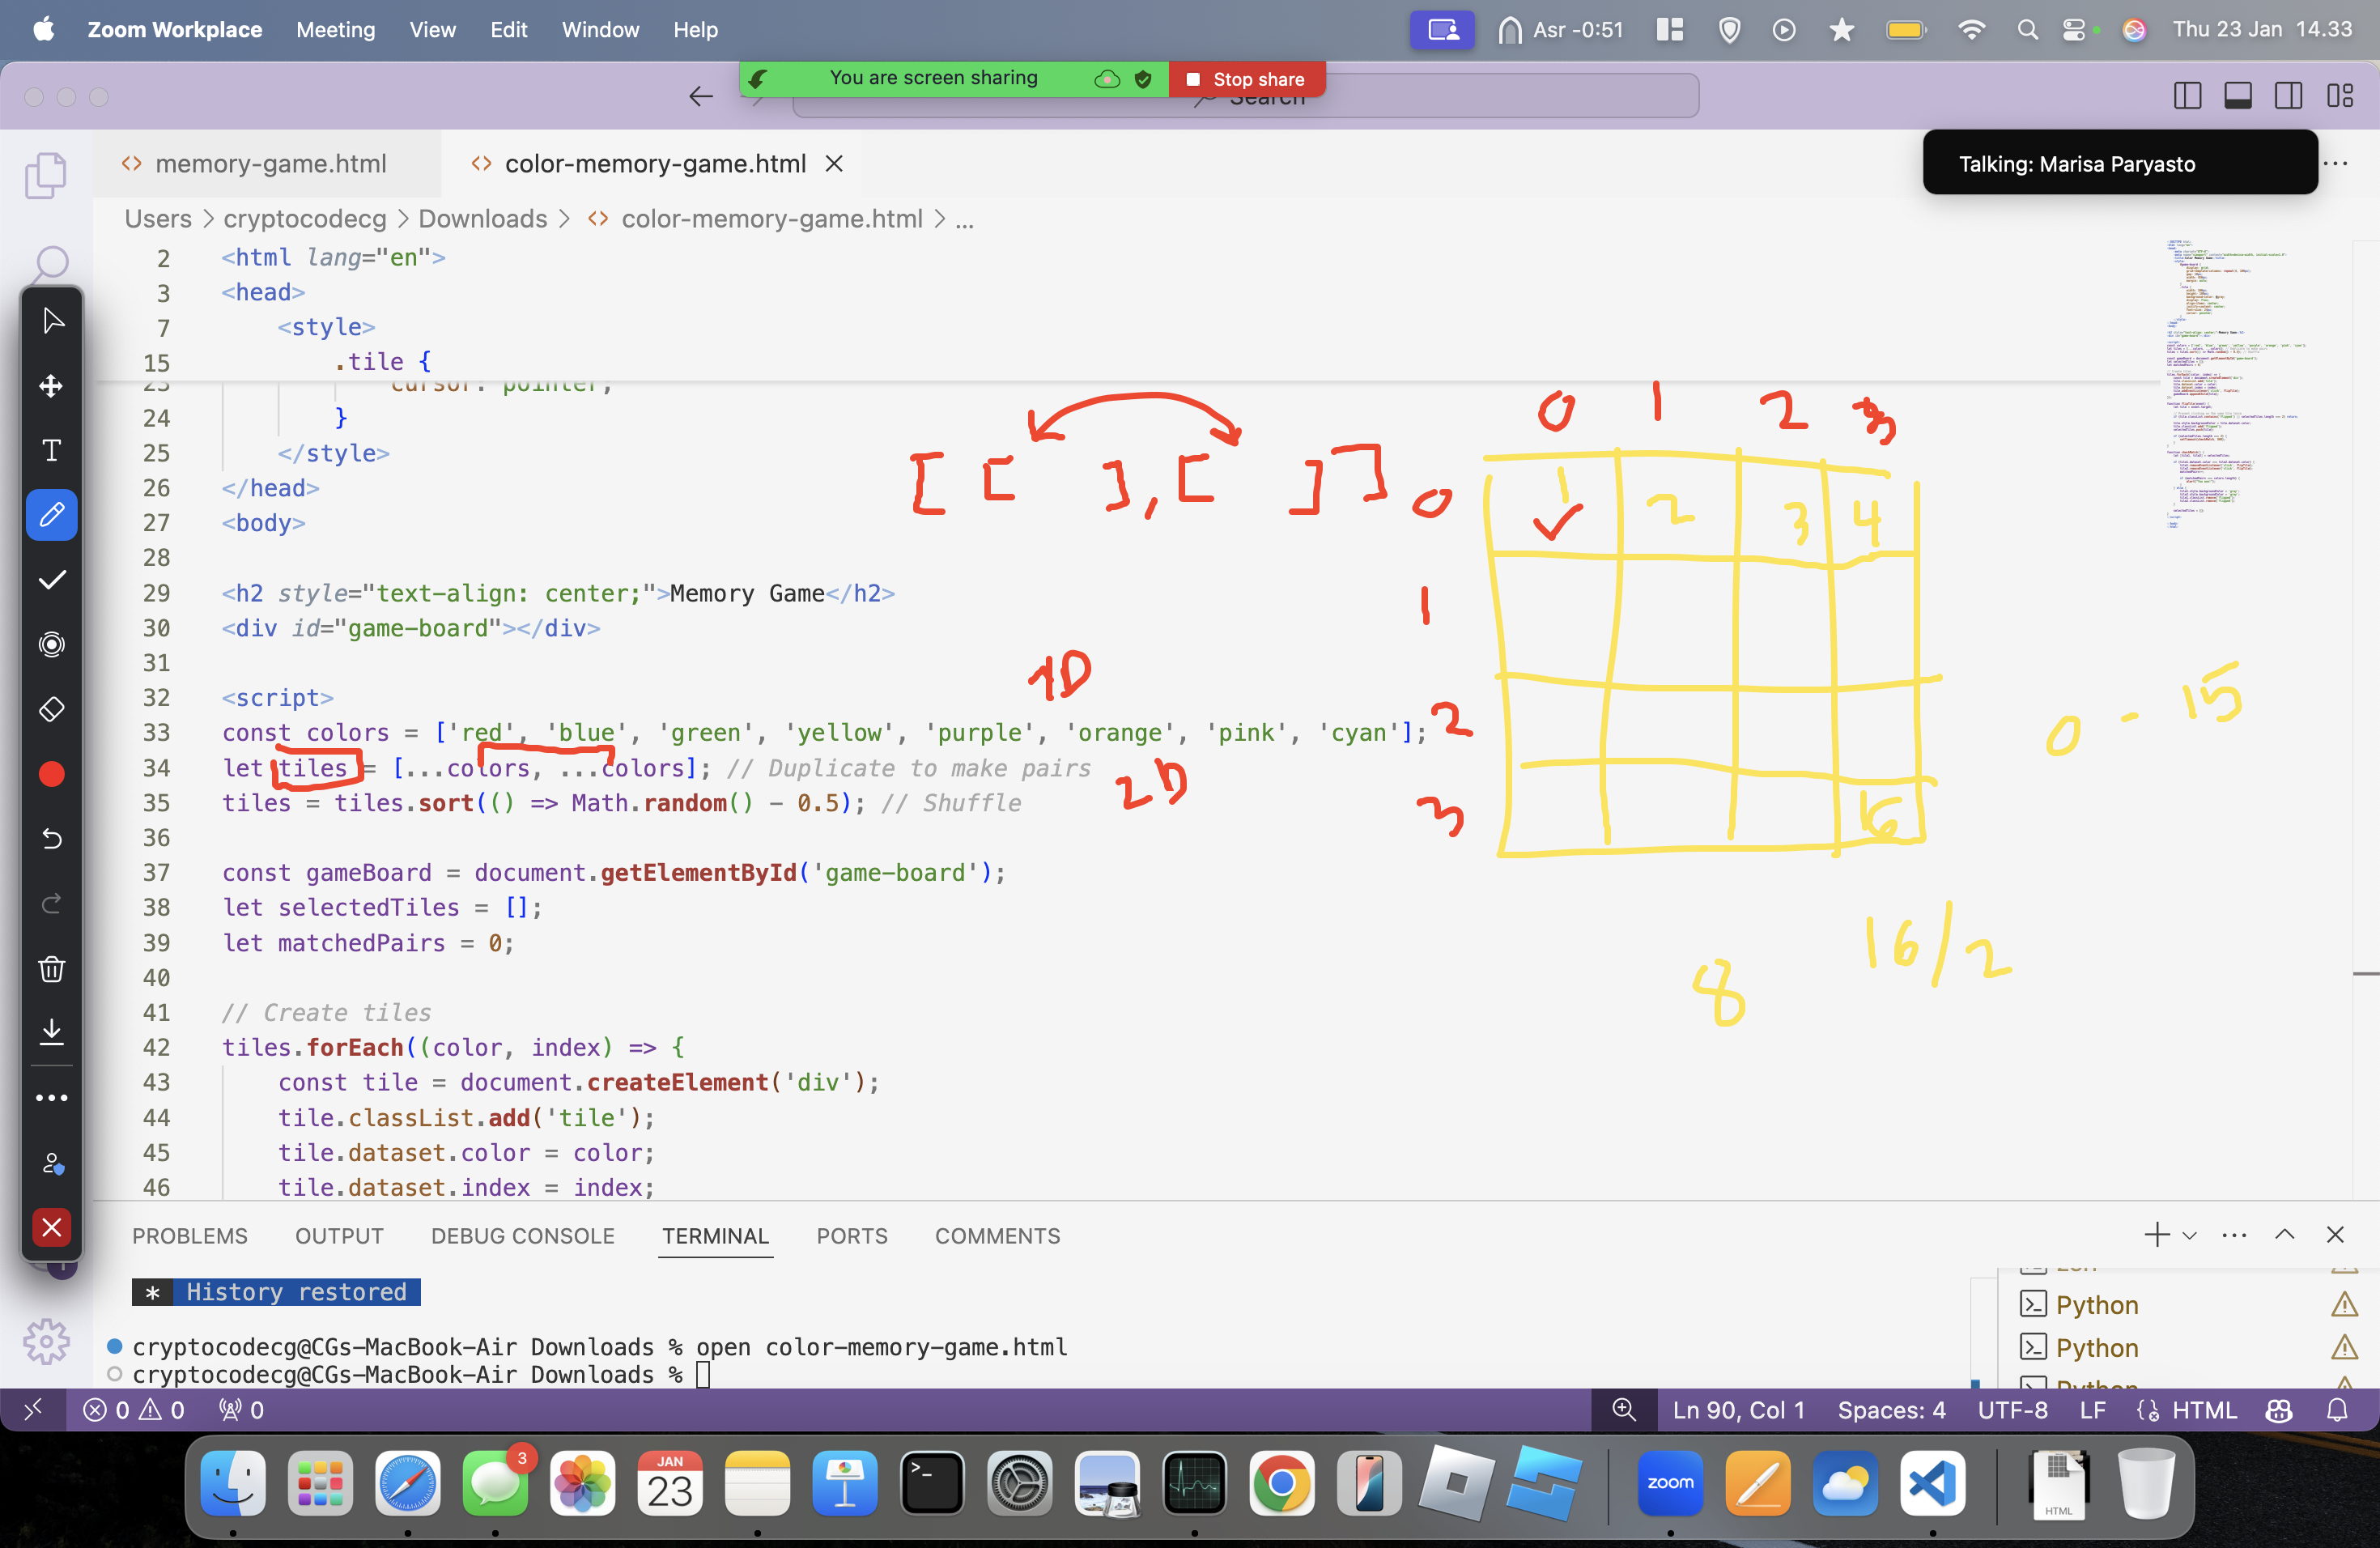 Zoom Workplace Meeting View Edit Window Help Asr -0:51 Thu 23 Jan 14.33
You are screen sharing Stop share
Search
memory-game.html color-memory-game.html
Talking: Marisa Paryasto
Users > cryptocodecg > Downloads > <> color-memory-game.html > ...
2 <html lang="en">
3 <head>
7 <style>
15 .tile {
23 cursor: pointer;
24 }
25 </style>
26 </head>
27 <body>
28
29 <h2 style="text-align: center;">Memory Game</h2>
30 <div id="game-board"></div>
31
32 <script>
33 const colors = ['red', 'blue', 'green', 'yellow', 'purple', 'orange', 'pink', 'cyan'];
34 let tiles = [...colors, ...colors]; // Duplicate to make pairs
35 tiles = tiles.sort(() => Math.random() - 0.5); // Shuffle
36
37 const gameBoard = document.getElementById('game-board');
38 let selectedTiles = [];
39 let matchedPairs = 0;
40
41 // Create tiles
42 tiles.forEach((color, index) => {
43 const tile = document.createElement('div');
44 tile.classList.add('tile');
45 tile.dataset.color = color;
46 tile.dataset.index = index;
[ [ ], [ ] ]
1D
2D
0 1 2 3
0
1
2
3
1 2 3 4
16
0 - 15
16/2
8
PROBLEMS OUTPUT DEBUG CONSOLE TERMINAL PORTS COMMENTS
* History restored
cryptocodecg@CGs-MacBook-Air Downloads % open color-memory-game.html
cryptocodecg@CGs-MacBook-Air Downloads %
zsh
Python
Python
Python
0 0 0 Ln 90, Col 1 Spaces: 4 UTF-8 LF HTML
3
JAN
23
zoom
HTML